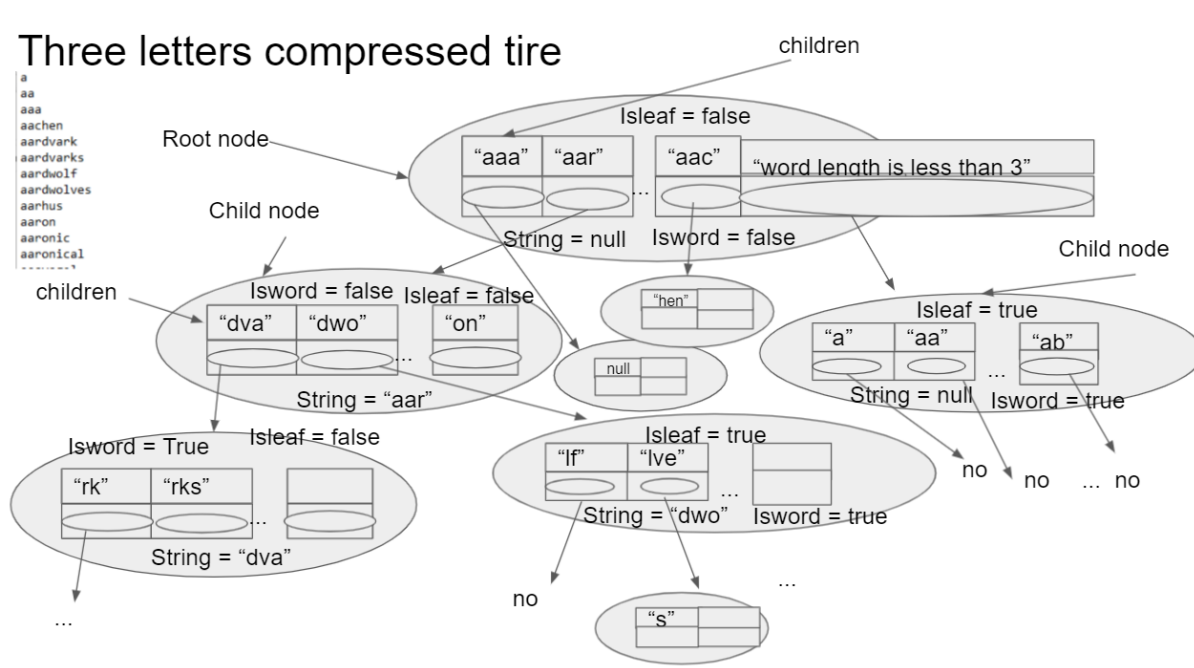 Three letters compressed tire
a
aa
aaa
aachen
aardvark
aardvarks
aardwolf
aardwolves
aarhus
aaron
aaronic
aaronical
children
Root node
Isleaf = false
“aaa” “aar” ... “aac” “word length is less than 3”
String = null Isword = false
Child node
Child node
children
Isword = false Isleaf = false
“dva” “dwo” ... “on”
String = “aar”
“hen”
null
Isleaf = true
“a” “aa” ... “ab”
String = null Isword = true
no no ... no
Isword = True Isleaf = false
“rk” “rks” ...
String = “dva”
...
Isleaf = true
“lf” “lve” ...
String = “dwo” Isword = true
no
...
“s”